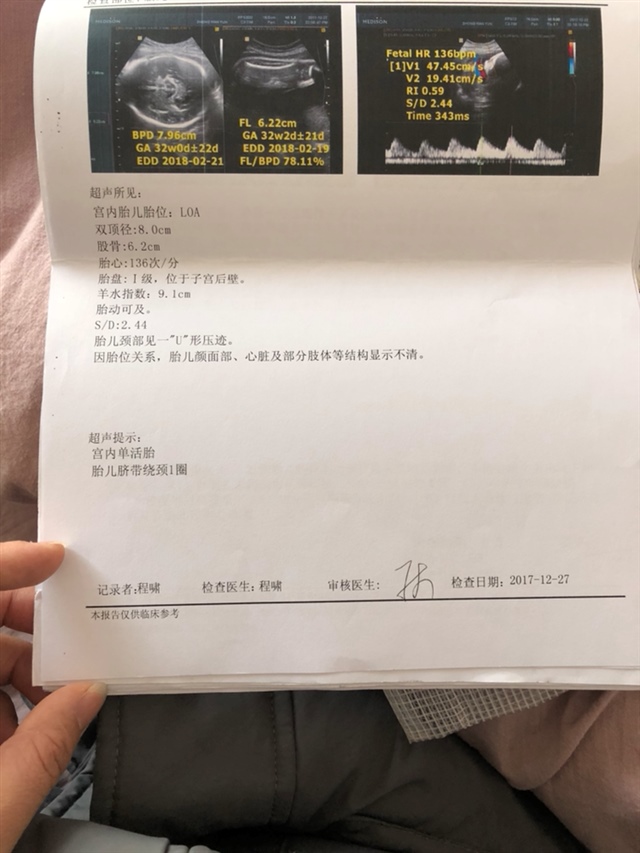 MEDISON
BPD 7.96cm
GA 32w0d±22d
EDD 2018-02-21
FL 6.22cm
GA 32w2d±21d
EDD 2018-02-19
FL/BPD 78.11%
Fetal HR 136bpm
[1]V1 47.45cm/s
V2 19.41cm/s
RI 0.59
S/D 2.44
Time 343ms
超声所见:
宫内胎儿胎位: LOA
双顶径:8.0cm
股骨:6.2cm
胎心:136次/分
胎盘:Ⅰ级, 位于子宫后壁。
羊水指数: 9.1cm
胎动可及。
S/D:2.44
胎儿颈部见一"U"形压迹。
因胎位关系, 胎儿颜面部、心脏及部分肢体等结构显示不清。
超声提示:
宫内单活胎
胎儿脐带绕颈1圈
记录者:程啸 检查医生: 程啸 审核医生: 检查日期: 2017-12-27
本报告仅供临床参考